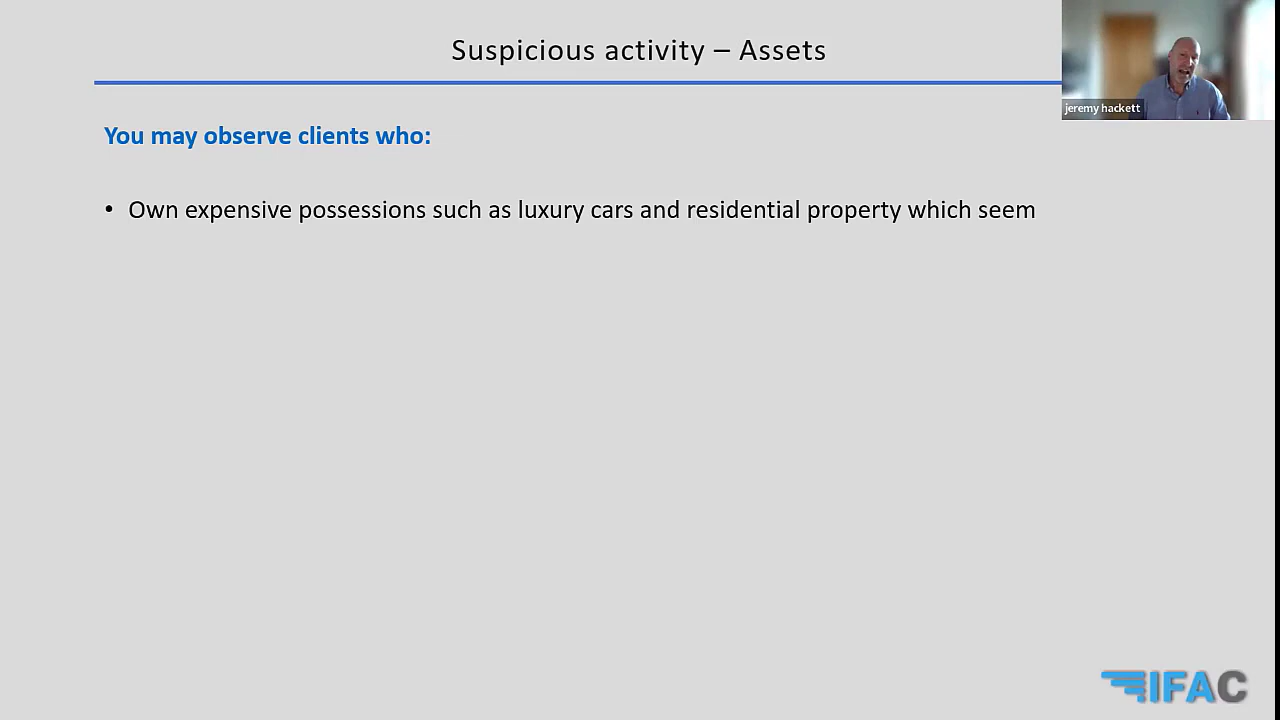 Suspicious activity – Assets
jeremy hackett
You may observe clients who:
• Own expensive possessions such as luxury cars and residential property which seem
IFAC